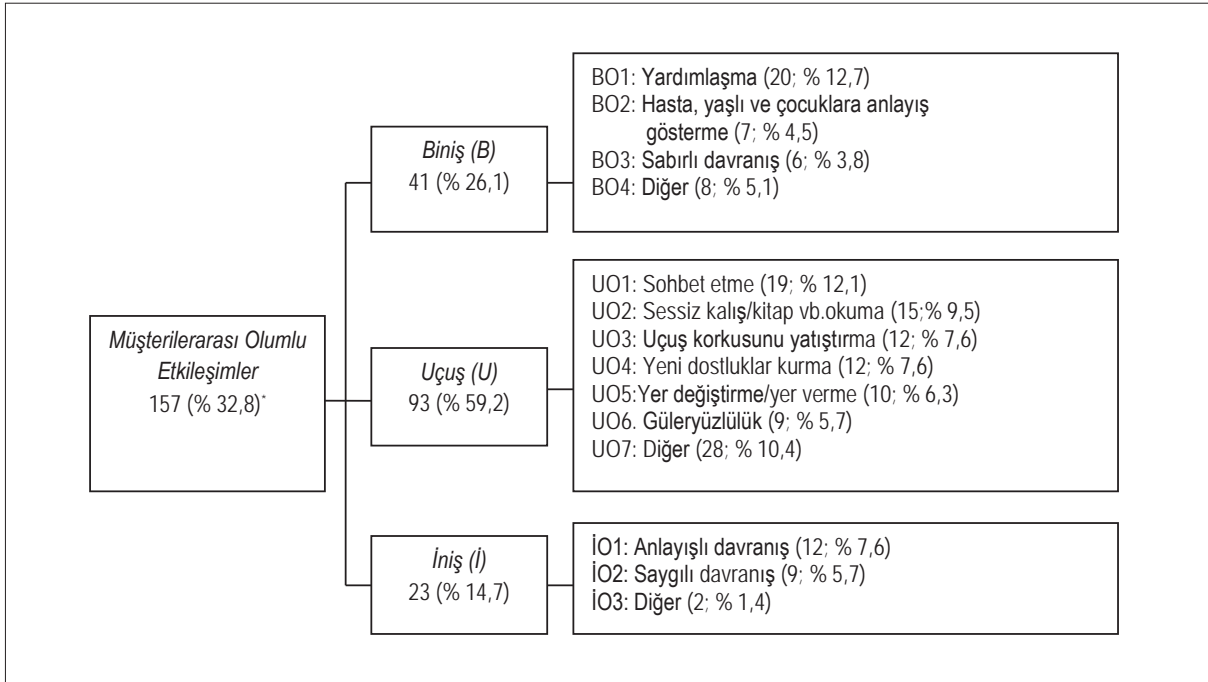 BO1: Yardımlaşma (20; % 12,7)
BO2: Hasta, yaşlı ve çocuklara anlayış
gösterme (7; % 4,5)
BO3: Sabırlı davranış (6; % 3,8)
BO4: Diğer (8; % 5,1)
Biniş (B)
41 (% 26,1)
Müşterilerarası Olumlu
Etkileşimler
157 (% 32,8)*
Uçuş (U)
93 (% 59,2)
UO1: Sohbet etme (19; % 12,1)
UO2: Sessiz kalış/kitap vb.okuma (15;% 9,5)
UO3: Uçuş korkusunu yatıştırma (12; % 7,6)
UO4: Yeni dostluklar kurma (12; % 7,6)
UO5:Yer değiştirme/yer verme (10; % 6,3)
UO6. Güleryüzlülük (9; % 5,7)
UO7: Diğer (28; % 10,4)
İniş (İ)
23 (% 14,7)
İO1: Anlayışlı davranış (12; % 7,6)
İO2: Saygılı davranış (9; % 5,7)
İO3: Diğer (2; % 1,4)